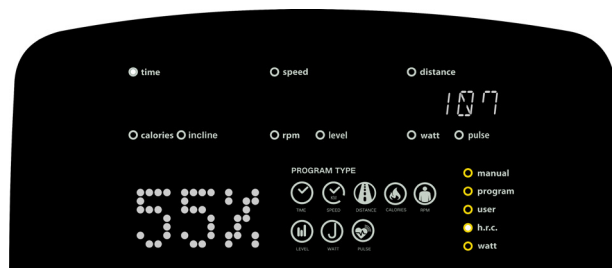 time speed distance
107
calories incline rpm level watt pulse
PROGRAM TYPE
manual
TIME SPEED DISTANCE CALORIES RPM
program
55%
user
h.r.c.
LEVEL WATT PULSE
watt